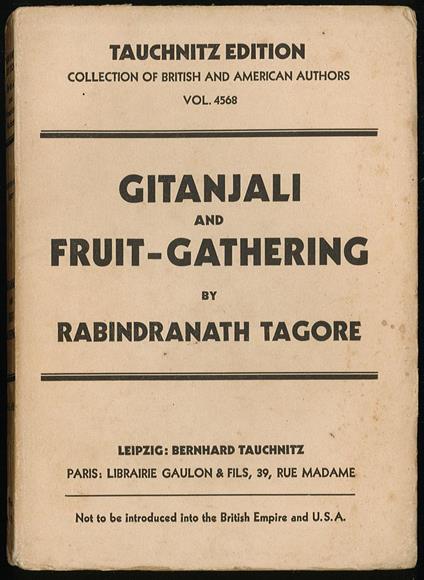 TAUCHNITZ EDITION
COLLECTION OF BRITISH AND AMERICAN AUTHORS
VOL. 4568
GITANJALI
AND
FRUIT-GATHERING
BY
RABINDRANATH TAGORE
LEIPZIG: BERNHARD TAUCHNITZ
PARIS: LIBRAIRIE GAULON & FILS, 39, RUE MADAME
Not to be introduced into the British Empire and U.S.A.